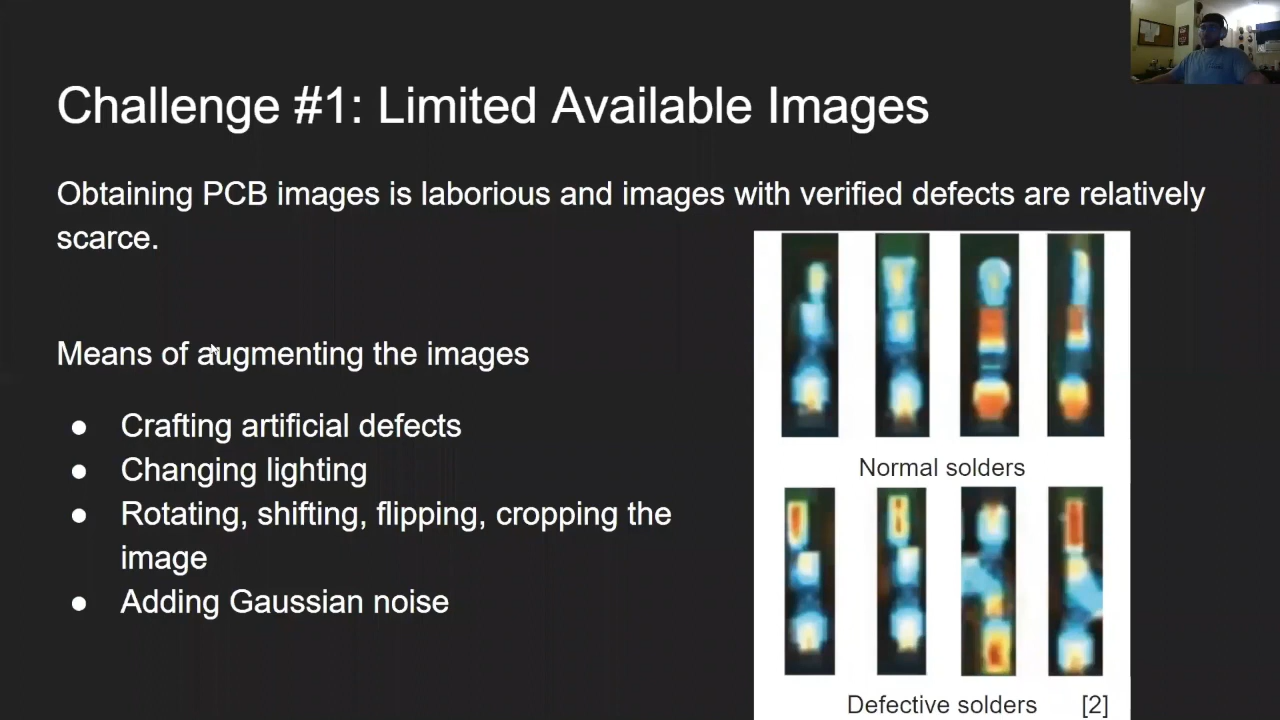 Challenge #1: Limited Available Images
Obtaining PCB images is laborious and images with verified defects are relatively
scarce.
Means of augmenting the images
● Crafting artificial defects
● Changing lighting
● Rotating, shifting, flipping, cropping the
image
● Adding Gaussian noise
Normal solders
Defective solders [2]